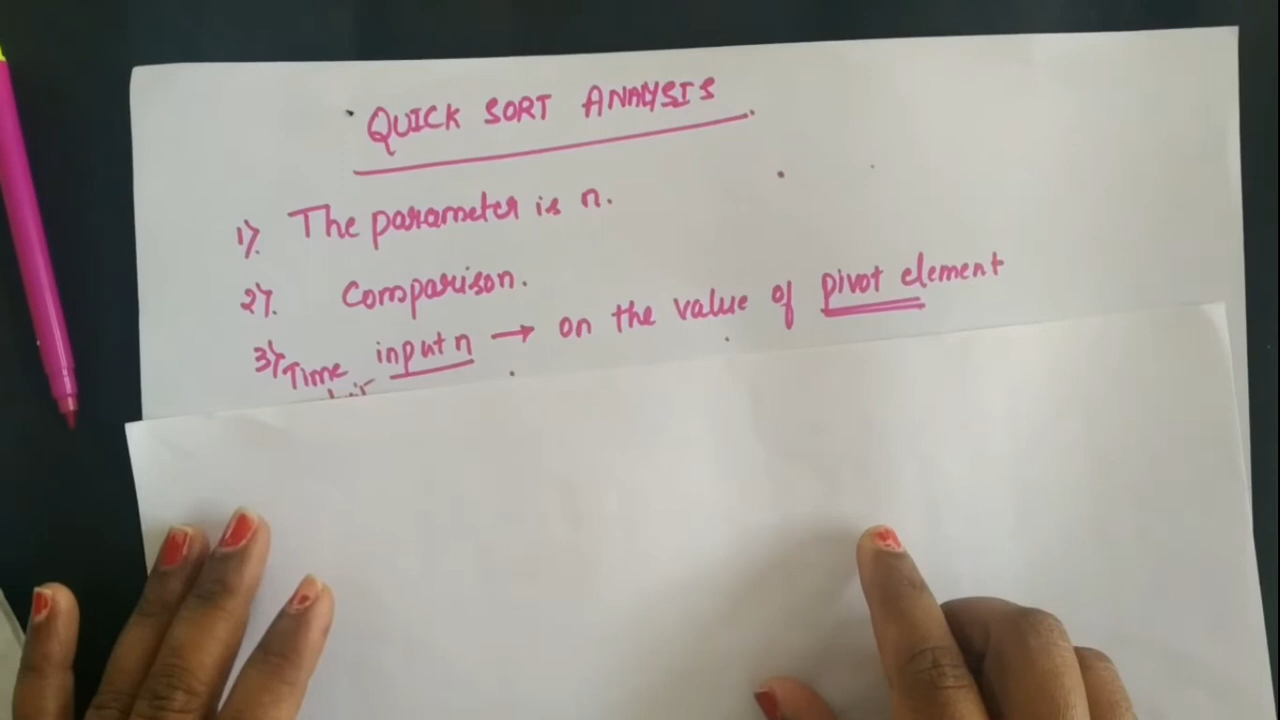 QUICK SORT ANALYSIS
1). The parameter is n.
2). Comparison.
3) Time input n → on the value of pivot element